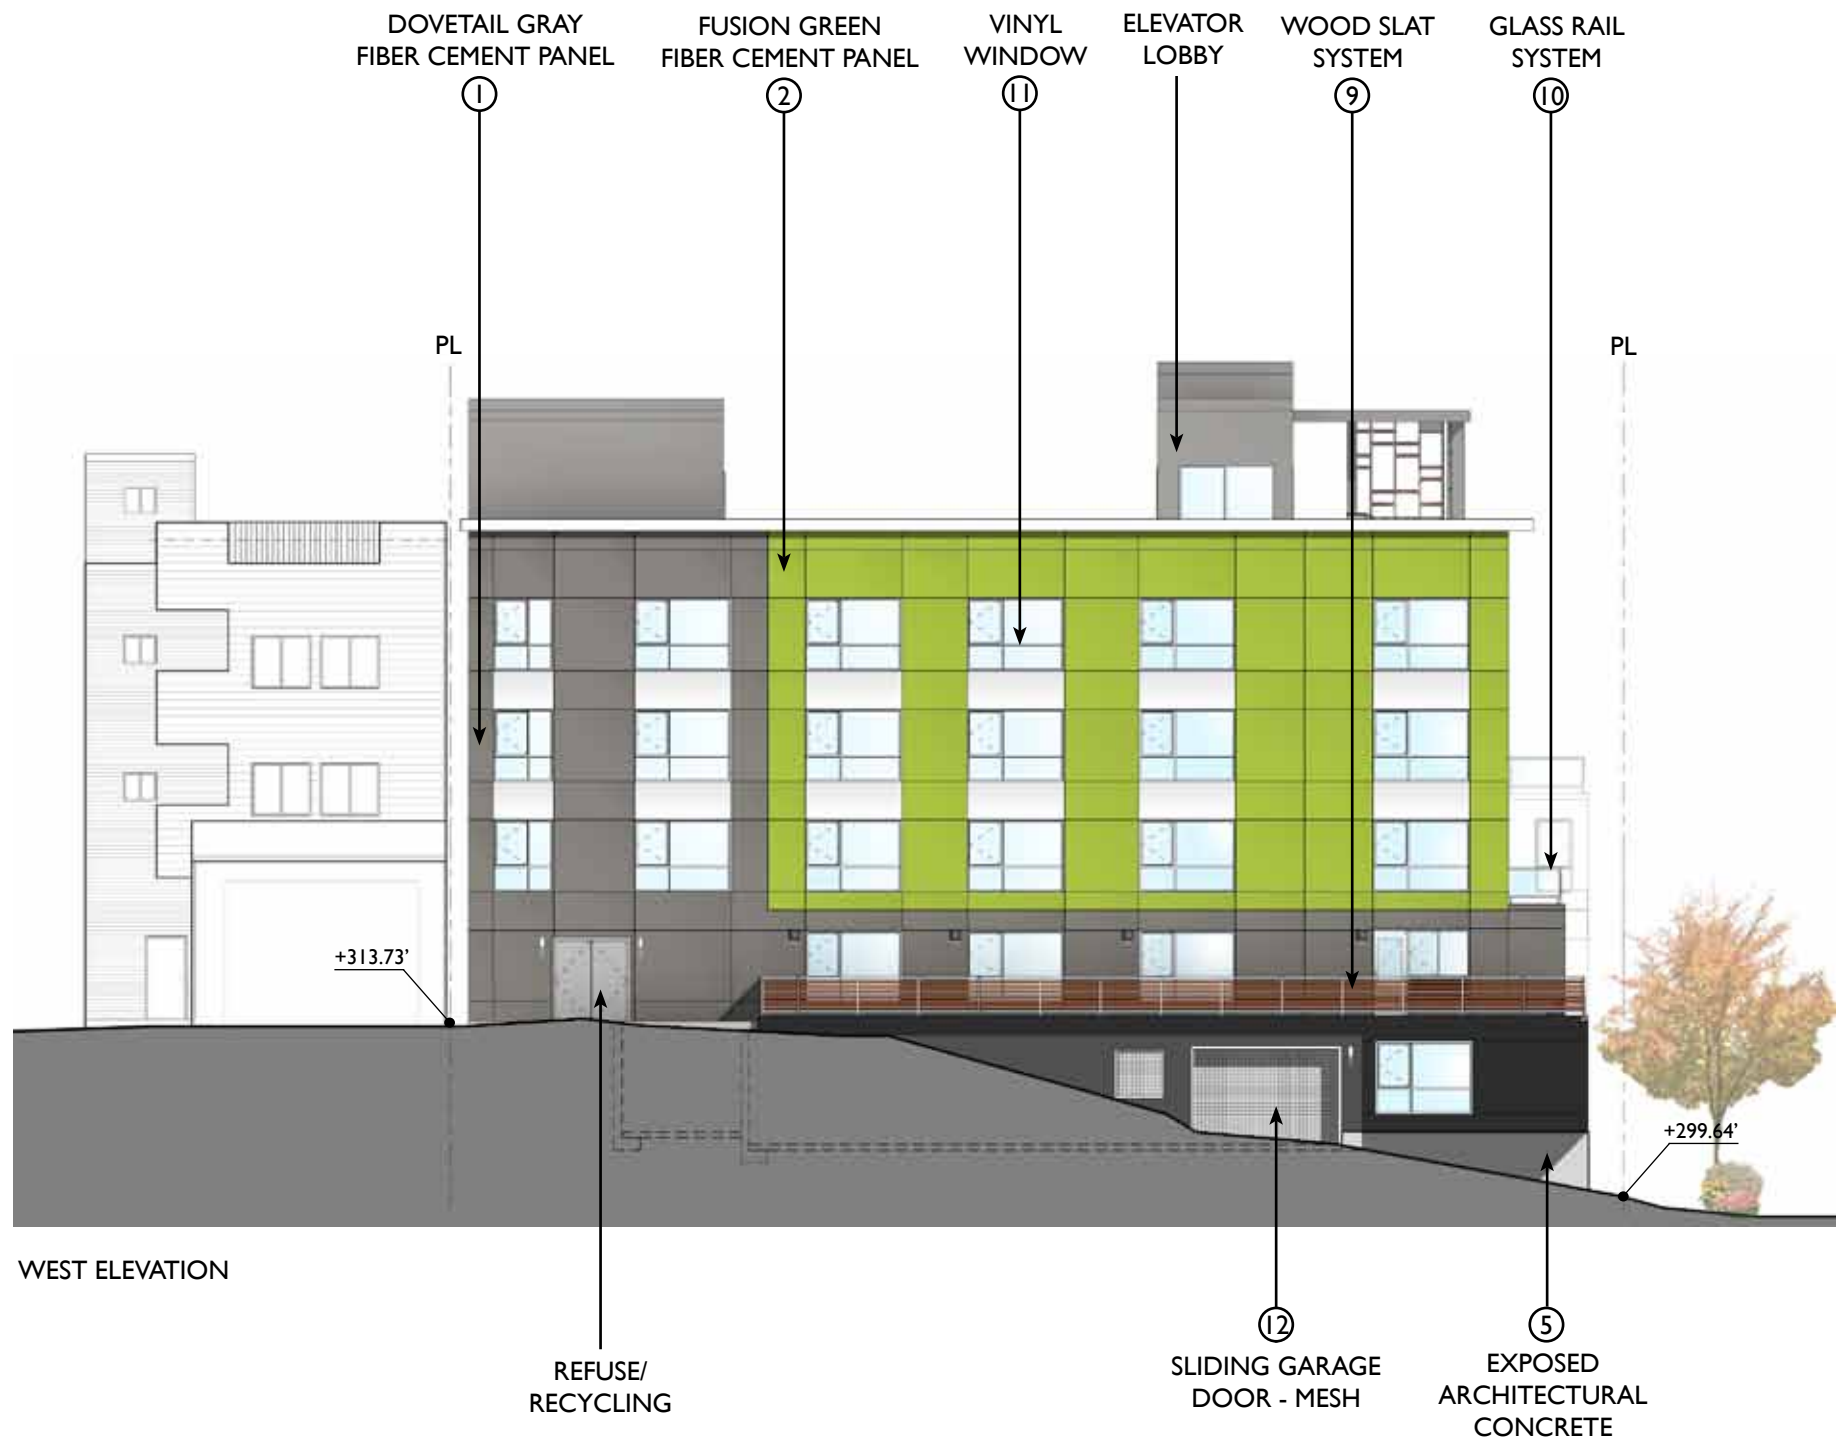 DOVETAIL GRAY
FIBER CEMENT PANEL
1
FUSION GREEN
FIBER CEMENT PANEL
2
VINYL
WINDOW
11
ELEVATOR
LOBBY
WOOD SLAT
SYSTEM
9
GLASS RAIL
SYSTEM
10
PL
PL
+313.73'
+299.64'
WEST ELEVATION
REFUSE/
RECYCLING
12
SLIDING GARAGE
DOOR - MESH
5
EXPOSED
ARCHITECTURAL
CONCRETE